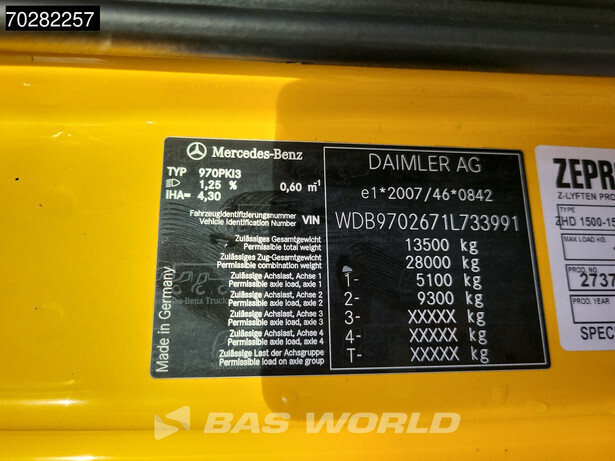 70282257
Mercedes-Benz
DAIMLER AG
TYP 970PKI3
1,25 % 0,60 m⁻¹
IHA= 4,30
e1*2007/46*0842
Fahrzeugidentifizierungsnummer
Vehicle Identification Number
VIN
WDB9702671L733991
Zulässiges Gesamtgewicht
Permissible total weight
13500 kg
Zulässiges Zug-Gesamtgewicht
Permissible combination weight
28000 kg
Zulässige Achslast, Achse 1
Permissible axle load, axle 1
1- 5100 kg
Zulässige Achslast, Achse 2
Permissible axle load, axle 2
2- 9300 kg
Zulässige Achslast, Achse 3
Permissible axle load, axle 3
3- XXXXX kg
Zulässige Achslast, Achse 4
Permissible axle load, axle 4
4- XXXXX kg
Zulässige Last der Achsgruppe
Permissible load on axle group
T- XXXXX kg
Made in Germany
ZEPR
Z-LYFTEN PRO
TYPE
ZHD 1500-15
MAX LOAD KG.
PROD.NO.
2737
PROD. YEAR
SPEC
BAS WORLD